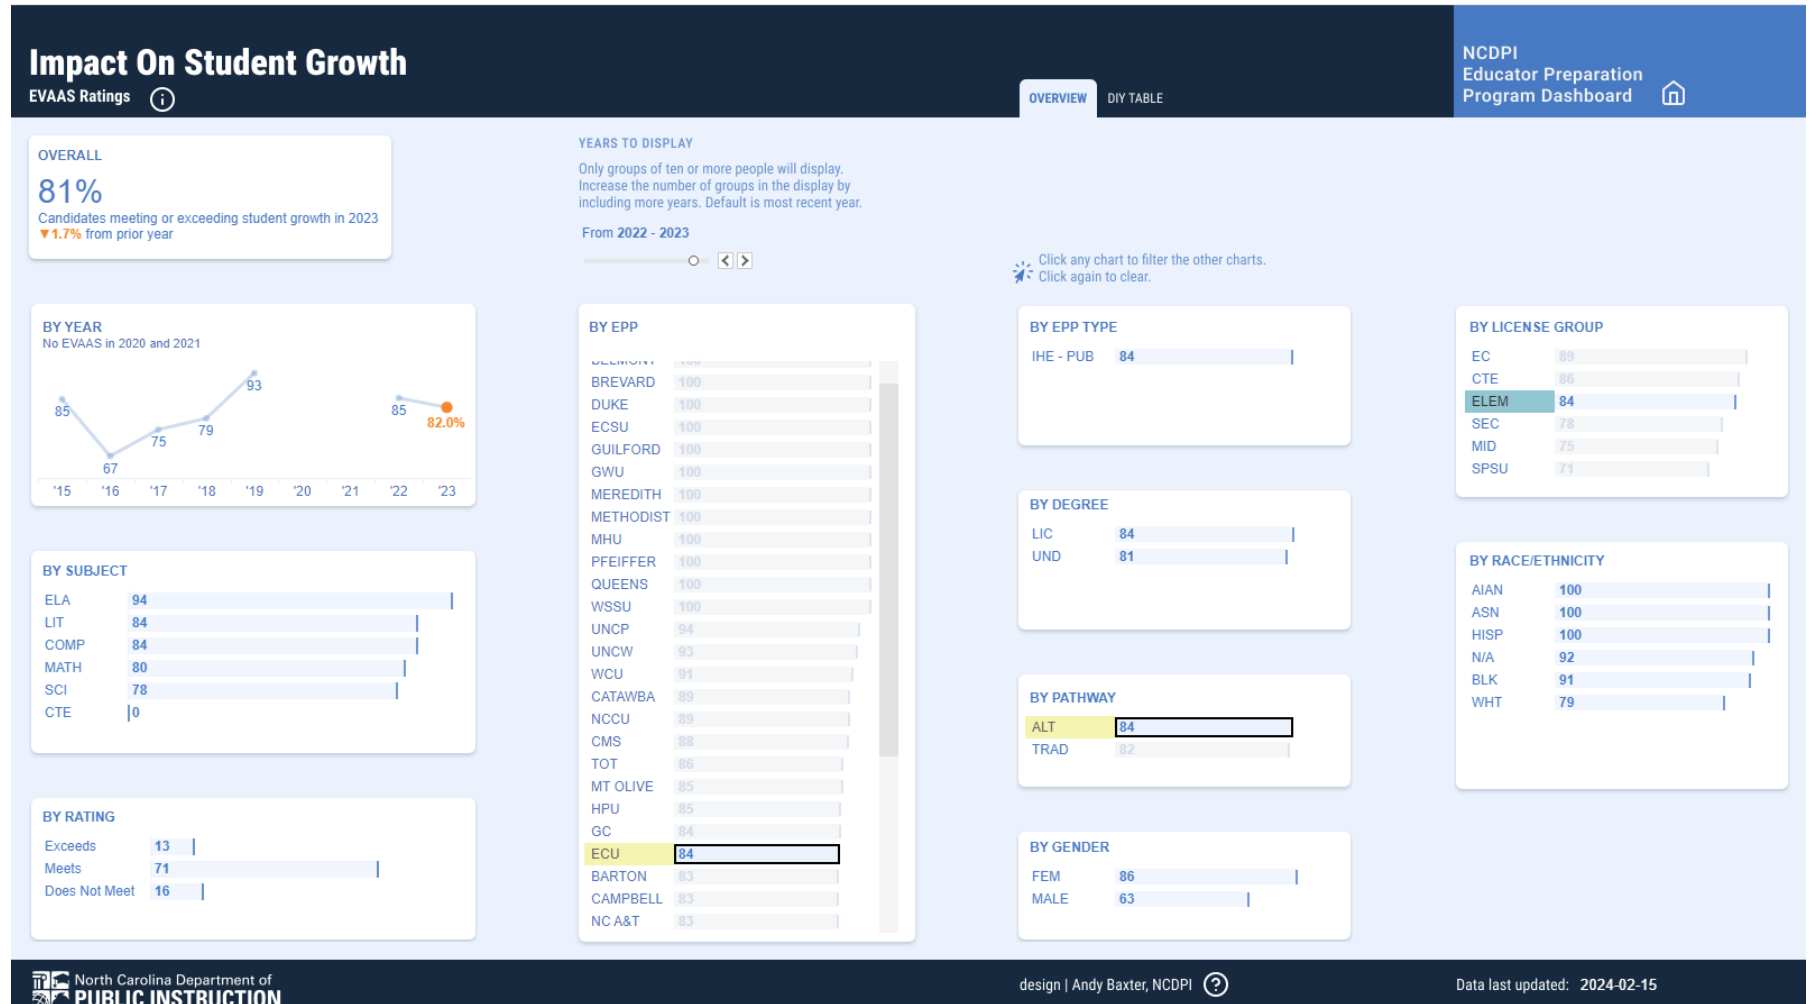 Impact On Student Growth
EVAAS Ratings
OVERVIEW
DIY TABLE
NCDPI
Educator Preparation
Program Dashboard
OVERALL
81%
Candidates meeting or exceeding student growth in 2023
▼1.7% from prior year
YEARS TO DISPLAY
Only groups of ten or more people will display.
Increase the number of groups in the display by
including more years. Default is most recent year.
From 2022 - 2023
Click any chart to filter the other charts.
Click again to clear.
BY YEAR
No EVAAS in 2020 and 2021
85
67
75
79
93
85
82.0%
'15 '16 '17 '18 '19 '20 '21 '22 '23
BY SUBJECT
ELA 94
LIT 84
COMP 84
MATH 80
SCI 78
CTE 0
BY RATING
Exceeds 13
Meets 71
Does Not Meet 16
BY EPP
BELMONT 100
BREVARD 100
DUKE 100
ECSU 100
GUILFORD 100
GWU 100
MEREDITH 100
METHODIST 100
MHU 100
PFEIFFER 100
QUEENS 100
WSSU 100
UNCP 94
UNCW 93
WCU 91
CATAWBA 89
NCCU 89
CMS 88
TOT 86
MT OLIVE 85
HPU 85
GC 84
ECU 84
BARTON 83
CAMPBELL 83
NC A&T 83
BY EPP TYPE
IHE - PUB 84
BY DEGREE
LIC 84
UND 81
BY PATHWAY
ALT 84
TRAD 82
BY GENDER
FEM 86
MALE 63
BY LICENSE GROUP
EC 89
CTE 86
ELEM 84
SEC 78
MID 75
SPSU 71
BY RACE/ETHNICITY
AIAN 100
ASN 100
HISP 100
N/A 92
BLK 91
WHT 79
North Carolina Department of
PUBLIC INSTRUCTION
design | Andy Baxter, NCDPI
Data last updated: 2024-02-15